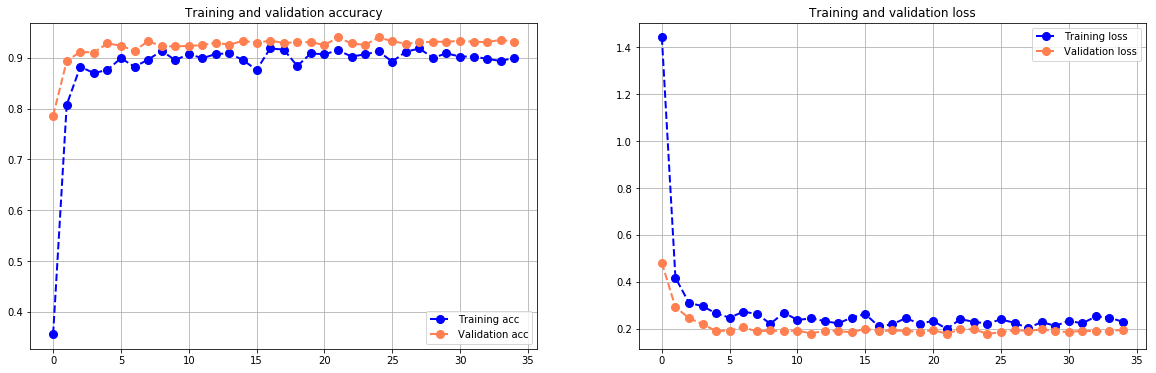 Training and validation accuracy
0.9
0.8
0.7
0.6
0.5
0.4
Training acc
Validation acc
0 5 10 15 20 25 30 35
Training and validation loss
1.4
1.2
1.0
0.8
0.6
0.4
0.2
Training loss
Validation loss
0 5 10 15 20 25 30 35